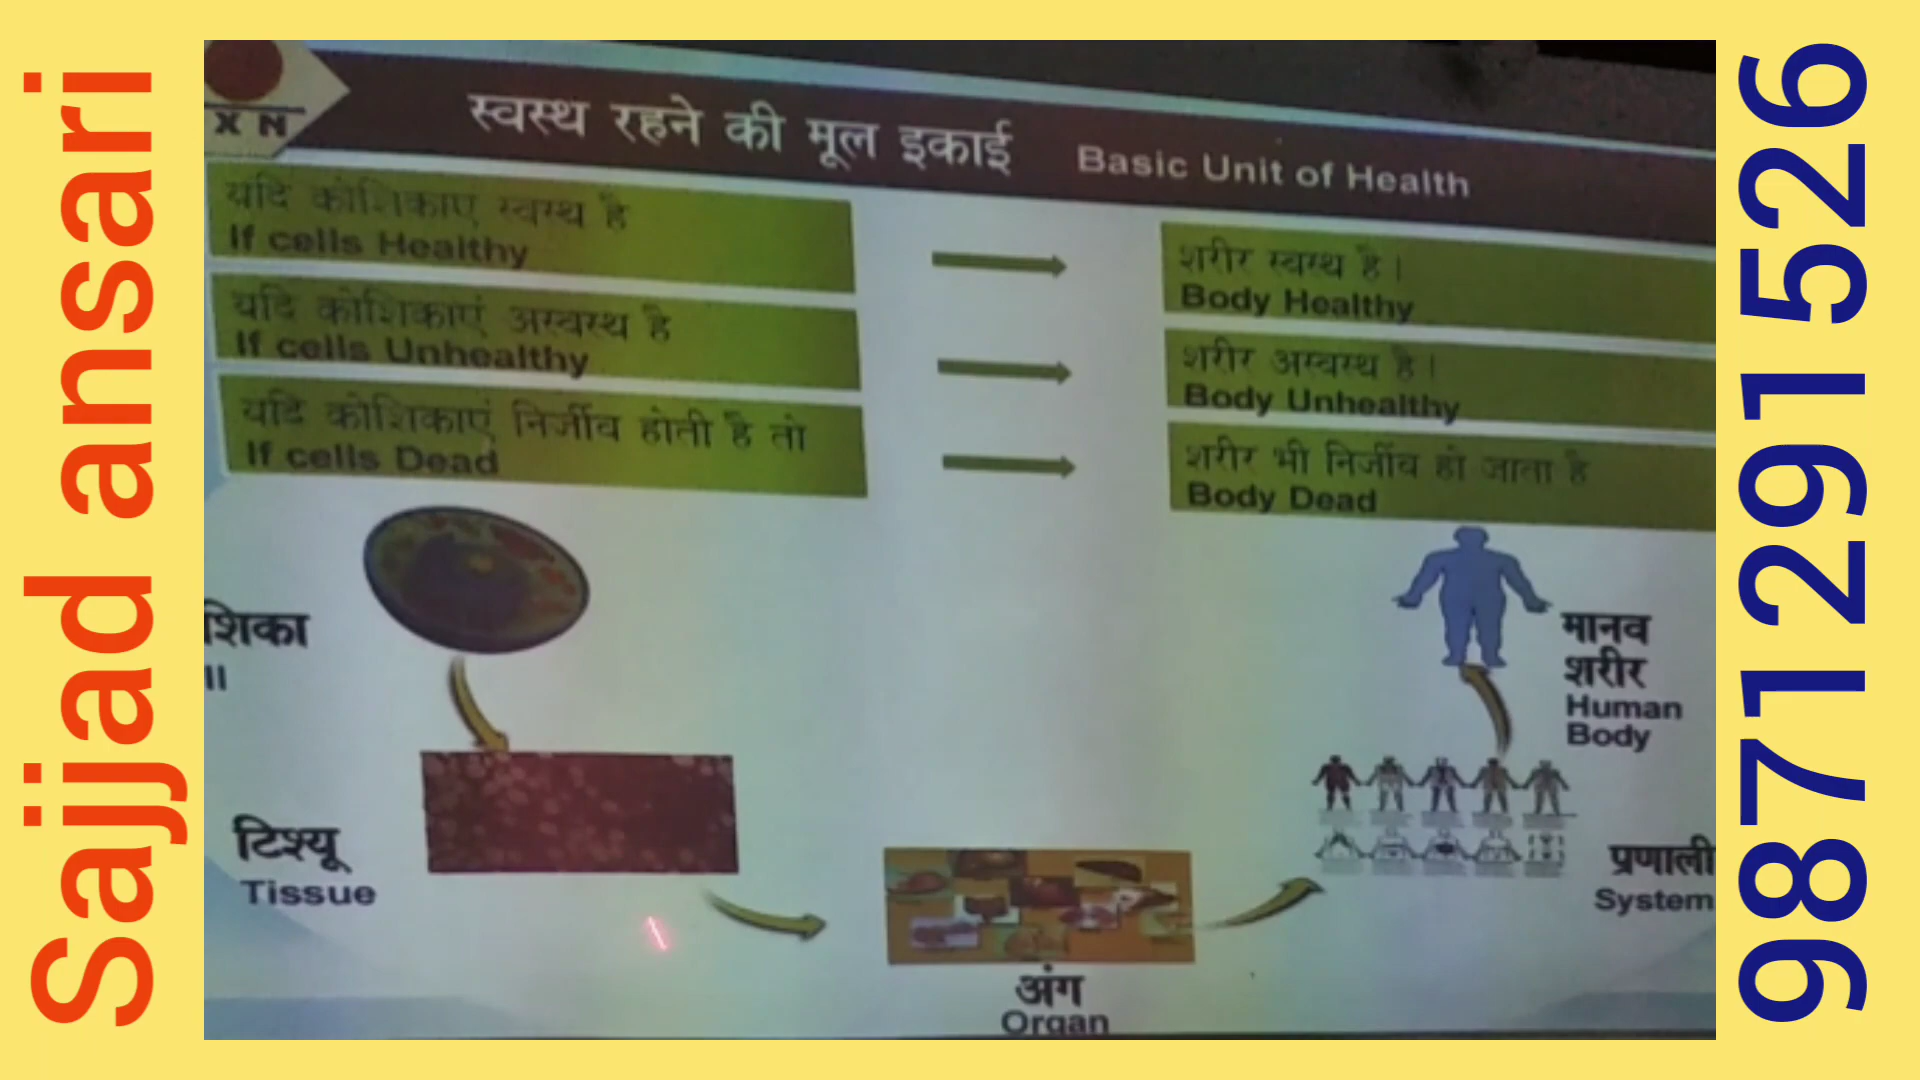 Sajjad ansari
X N
स्वस्थ रहने की मूल इकाई Basic Unit of Health
यदि कोशिकाए स्वस्थ है
If cells Healthy
शरीर स्वस्थ है।
Body Healthy
यदि कोशिकाएं अस्वस्थ है
If cells Unhealthy
शरीर अस्वस्थ है।
Body Unhealthy
यदि कोशिकाएं निर्जीव होती है तो
If cells Dead
शरीर भी निर्जीव हो जाता है
Body Dead
शिका
ll
टिश्यू
Tissue
अंग
Organ
प्रणाली
System
मानव
शरीर
Human
Body
9871291526